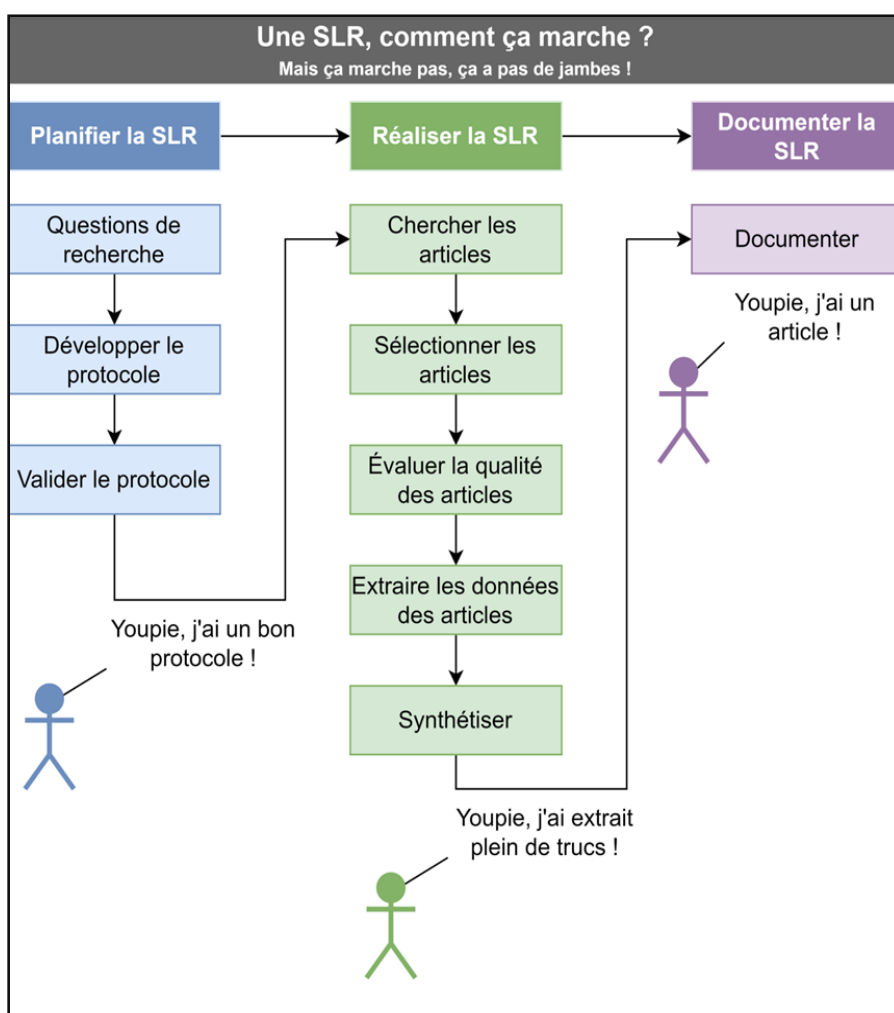 Une SLR, comment ça marche ?
Mais ça marche pas, ça a pas de jambes !
Planifier la SLR
Réaliser la SLR
Documenter la
SLR
Questions de
recherche
Développer le
protocole
Valider le protocole
Youpie, j'ai un bon
protocole !
Chercher les
articles
Sélectionner les
articles
Évaluer la qualité
des articles
Extraire les données
des articles
Synthétiser
Youpie, j'ai extrait
plein de trucs !
Documenter
Youpie, j'ai un
article !